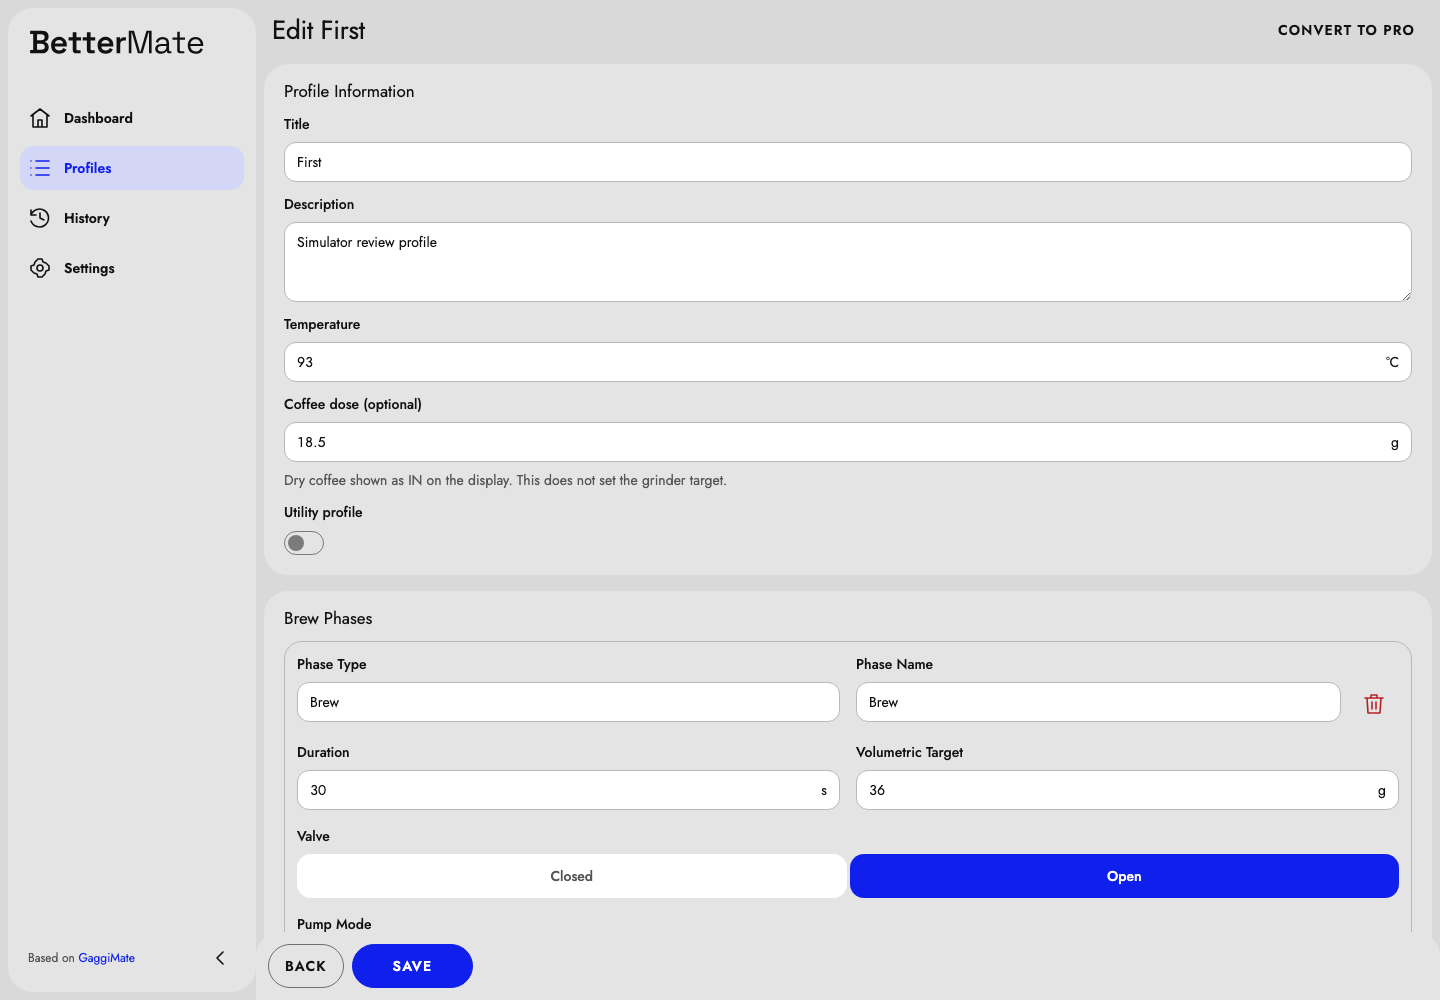 BetterMate
Dashboard
Profiles
History
Settings
Based on GaggiMate
Edit First
CONVERT TO PRO
Profile Information
Title
First
Description
Simulator review profile
Temperature
93 °C
Coffee dose (optional)
18.5 g
Dry coffee shown as IN on the display. This does not set the grinder target.
Utility profile
Brew Phases
Phase Type
Brew
Phase Name
Brew
Duration
30 s
Volumetric Target
36 g
Valve
Closed
Open
Pump Mode
BACK
SAVE